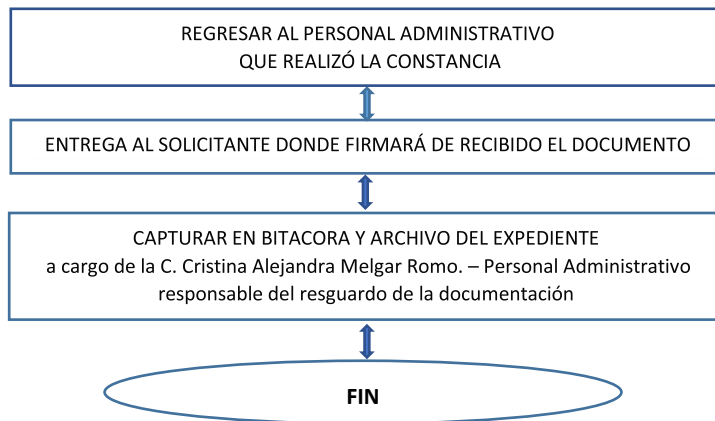 REGRESAR AL PERSONAL ADMINISTRATIVO
QUE REALIZÓ LA CONSTANCIA
ENTREGA AL SOLICITANTE DONDE FIRMARÁ DE RECIBIDO EL DOCUMENTO
CAPTURAR EN BITACORA Y ARCHIVO DEL EXPEDIENTE
a cargo de la C. Cristina Alejandra Melgar Romo. – Personal Administrativo
responsable del resguardo de la documentación
FIN